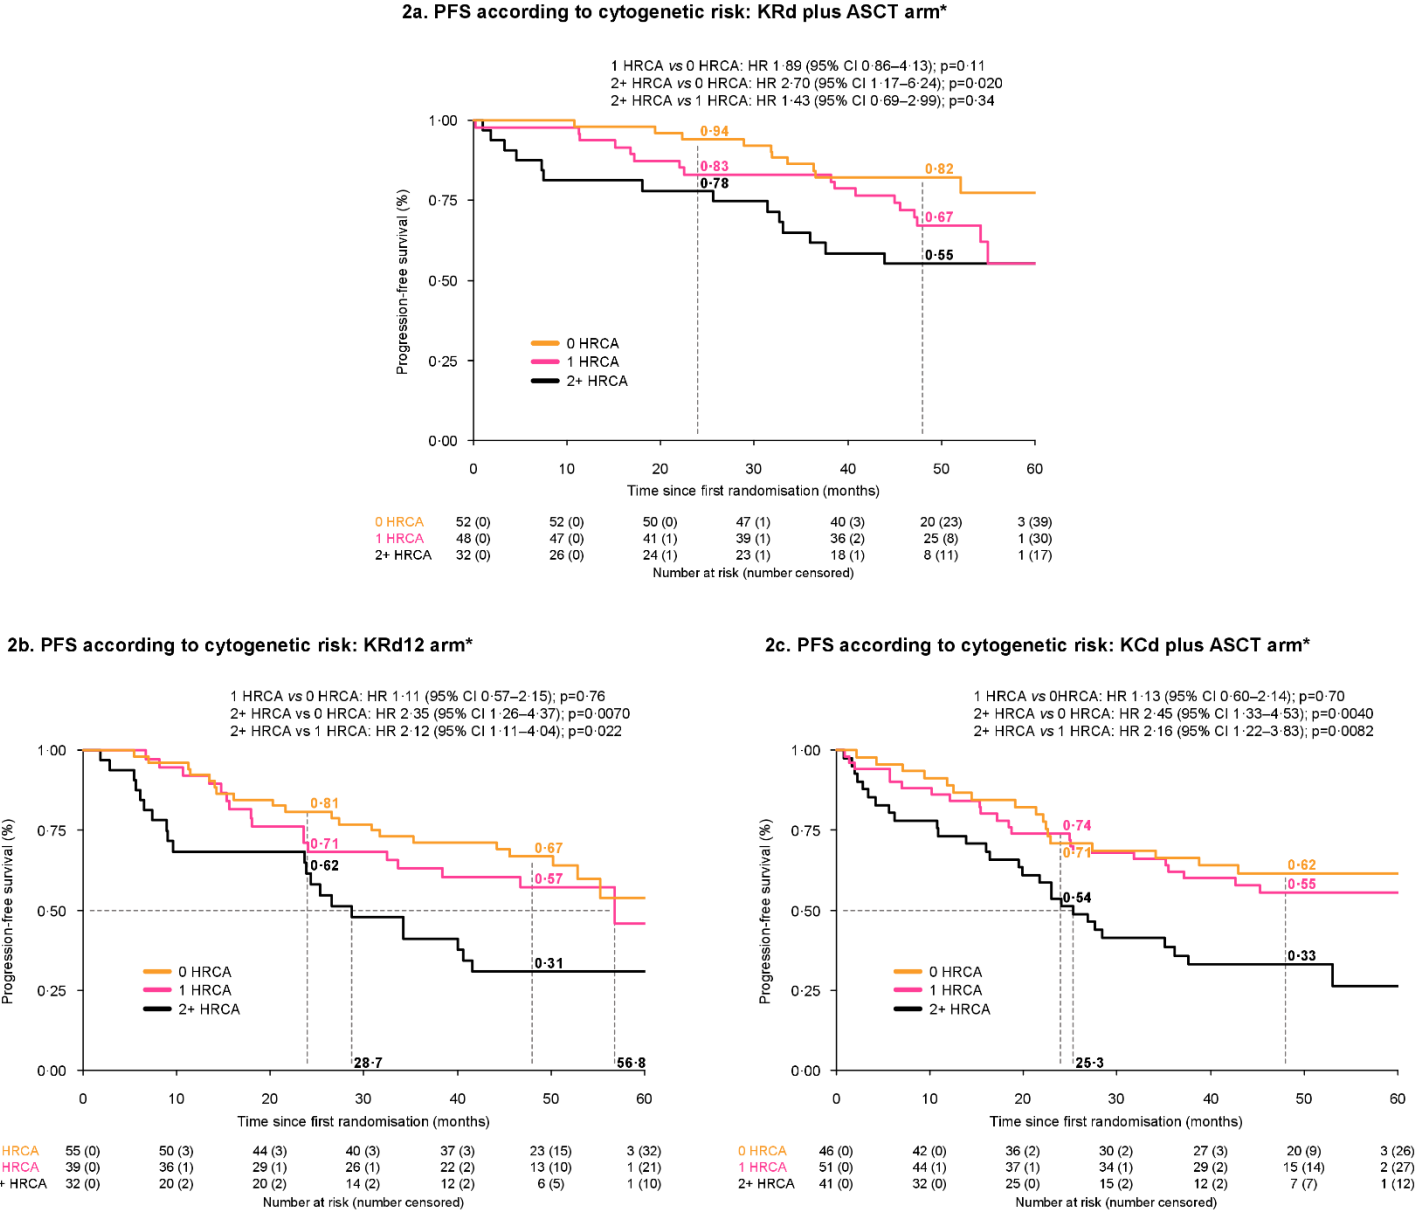 2a. PFS according to cytogenetic risk: KRd plus ASCT arm*
1 HRCA vs 0 HRCA: HR 1·89 (95% CI 0·86–4·13); p=0·11
2+ HRCA vs 0 HRCA: HR 2·70 (95% CI 1·17–6·24); p=0·020
2+ HRCA vs 1 HRCA: HR 1·43 (95% CI 0·69–2·99); p=0·34
Progression-free survival (%)
1·00
0·75
0·50
0·25
0·00
0·94
0·83
0·78
0·82
0·67
0·55
0 HRCA
1 HRCA
2+ HRCA
0 10 20 30 40 50 60
Time since first randomisation (months)
0 HRCA 52 (0) 52 (0) 50 (0) 47 (1) 40 (3) 20 (23) 3 (39)
1 HRCA 48 (0) 47 (0) 41 (1) 39 (1) 36 (2) 25 (8) 1 (30)
2+ HRCA 32 (0) 26 (0) 24 (1) 23 (1) 18 (1) 8 (11) 1 (17)
Number at risk (number censored)
2b. PFS according to cytogenetic risk: KRd12 arm*
1 HRCA vs 0 HRCA: HR 1·11 (95% CI 0·57–2·15); p=0·76
2+ HRCA vs 0 HRCA: HR 2·35 (95% CI 1·26–4·37); p=0·0070
2+ HRCA vs 1 HRCA: HR 2·12 (95% CI 1·11–4·04); p=0·022
Progression-free survival (%)
1·00
0·75
0·50
0·25
0·00
0·81
0·71
0·62
0·67
0·57
0·31
0 HRCA
1 HRCA
2+ HRCA
28·7
56·8
0 10 20 30 40 50 60
Time since first randomisation (months)
HRCA 55 (0) 50 (3) 44 (3) 40 (3) 37 (3) 23 (15) 3 (32)
HRCA 39 (0) 36 (1) 29 (1) 26 (1) 22 (2) 13 (10) 1 (21)
+ HRCA 32 (0) 20 (2) 20 (2) 14 (2) 12 (2) 6 (5) 1 (10)
Number at risk (number censored)
2c. PFS according to cytogenetic risk: KCd plus ASCT arm*
1 HRCA vs 0HRCA: HR 1·13 (95% CI 0·60–2·14); p=0·70
2+ HRCA vs 0 HRCA: HR 2·45 (95% CI 1·33–4·53); p=0·0040
2+ HRCA vs 1 HRCA: HR 2·16 (95% CI 1·22–3·83); p=0·0082
Progression-free survival (%)
1·00
0·75
0·50
0·25
0·00
0·74
0·71
0·54
0·62
0·55
0·33
0 HRCA
1 HRCA
2+ HRCA
25·3
0 10 20 30 40 50 60
Time since first randomisation (months)
0 HRCA 46 (0) 42 (0) 36 (2) 30 (2) 27 (3) 20 (9) 3 (26)
1 HRCA 51 (0) 44 (1) 37 (1) 34 (1) 29 (2) 15 (14) 2 (27)
2+ HRCA 41 (0) 32 (0) 25 (0) 15 (2) 12 (2) 7 (7) 1 (12)
Number at risk (number censored)